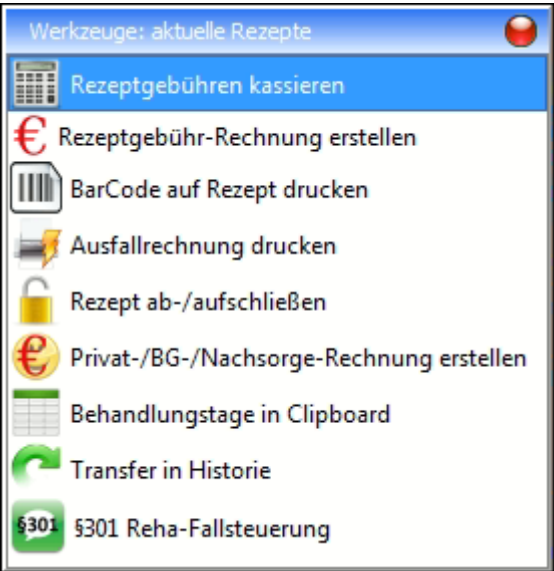 Werkzeuge: aktuelle Rezepte
Rezeptgebühren kassieren
€ Rezeptgebühr-Rechnung erstellen
BarCode auf Rezept drucken
Ausfallrechnung drucken
Rezept ab-/aufschließen
€ Privat-/BG-/Nachsorge-Rechnung erstellen
Behandlungstage in Clipboard
Transfer in Historie
§301 §301 Reha-Fallsteuerung